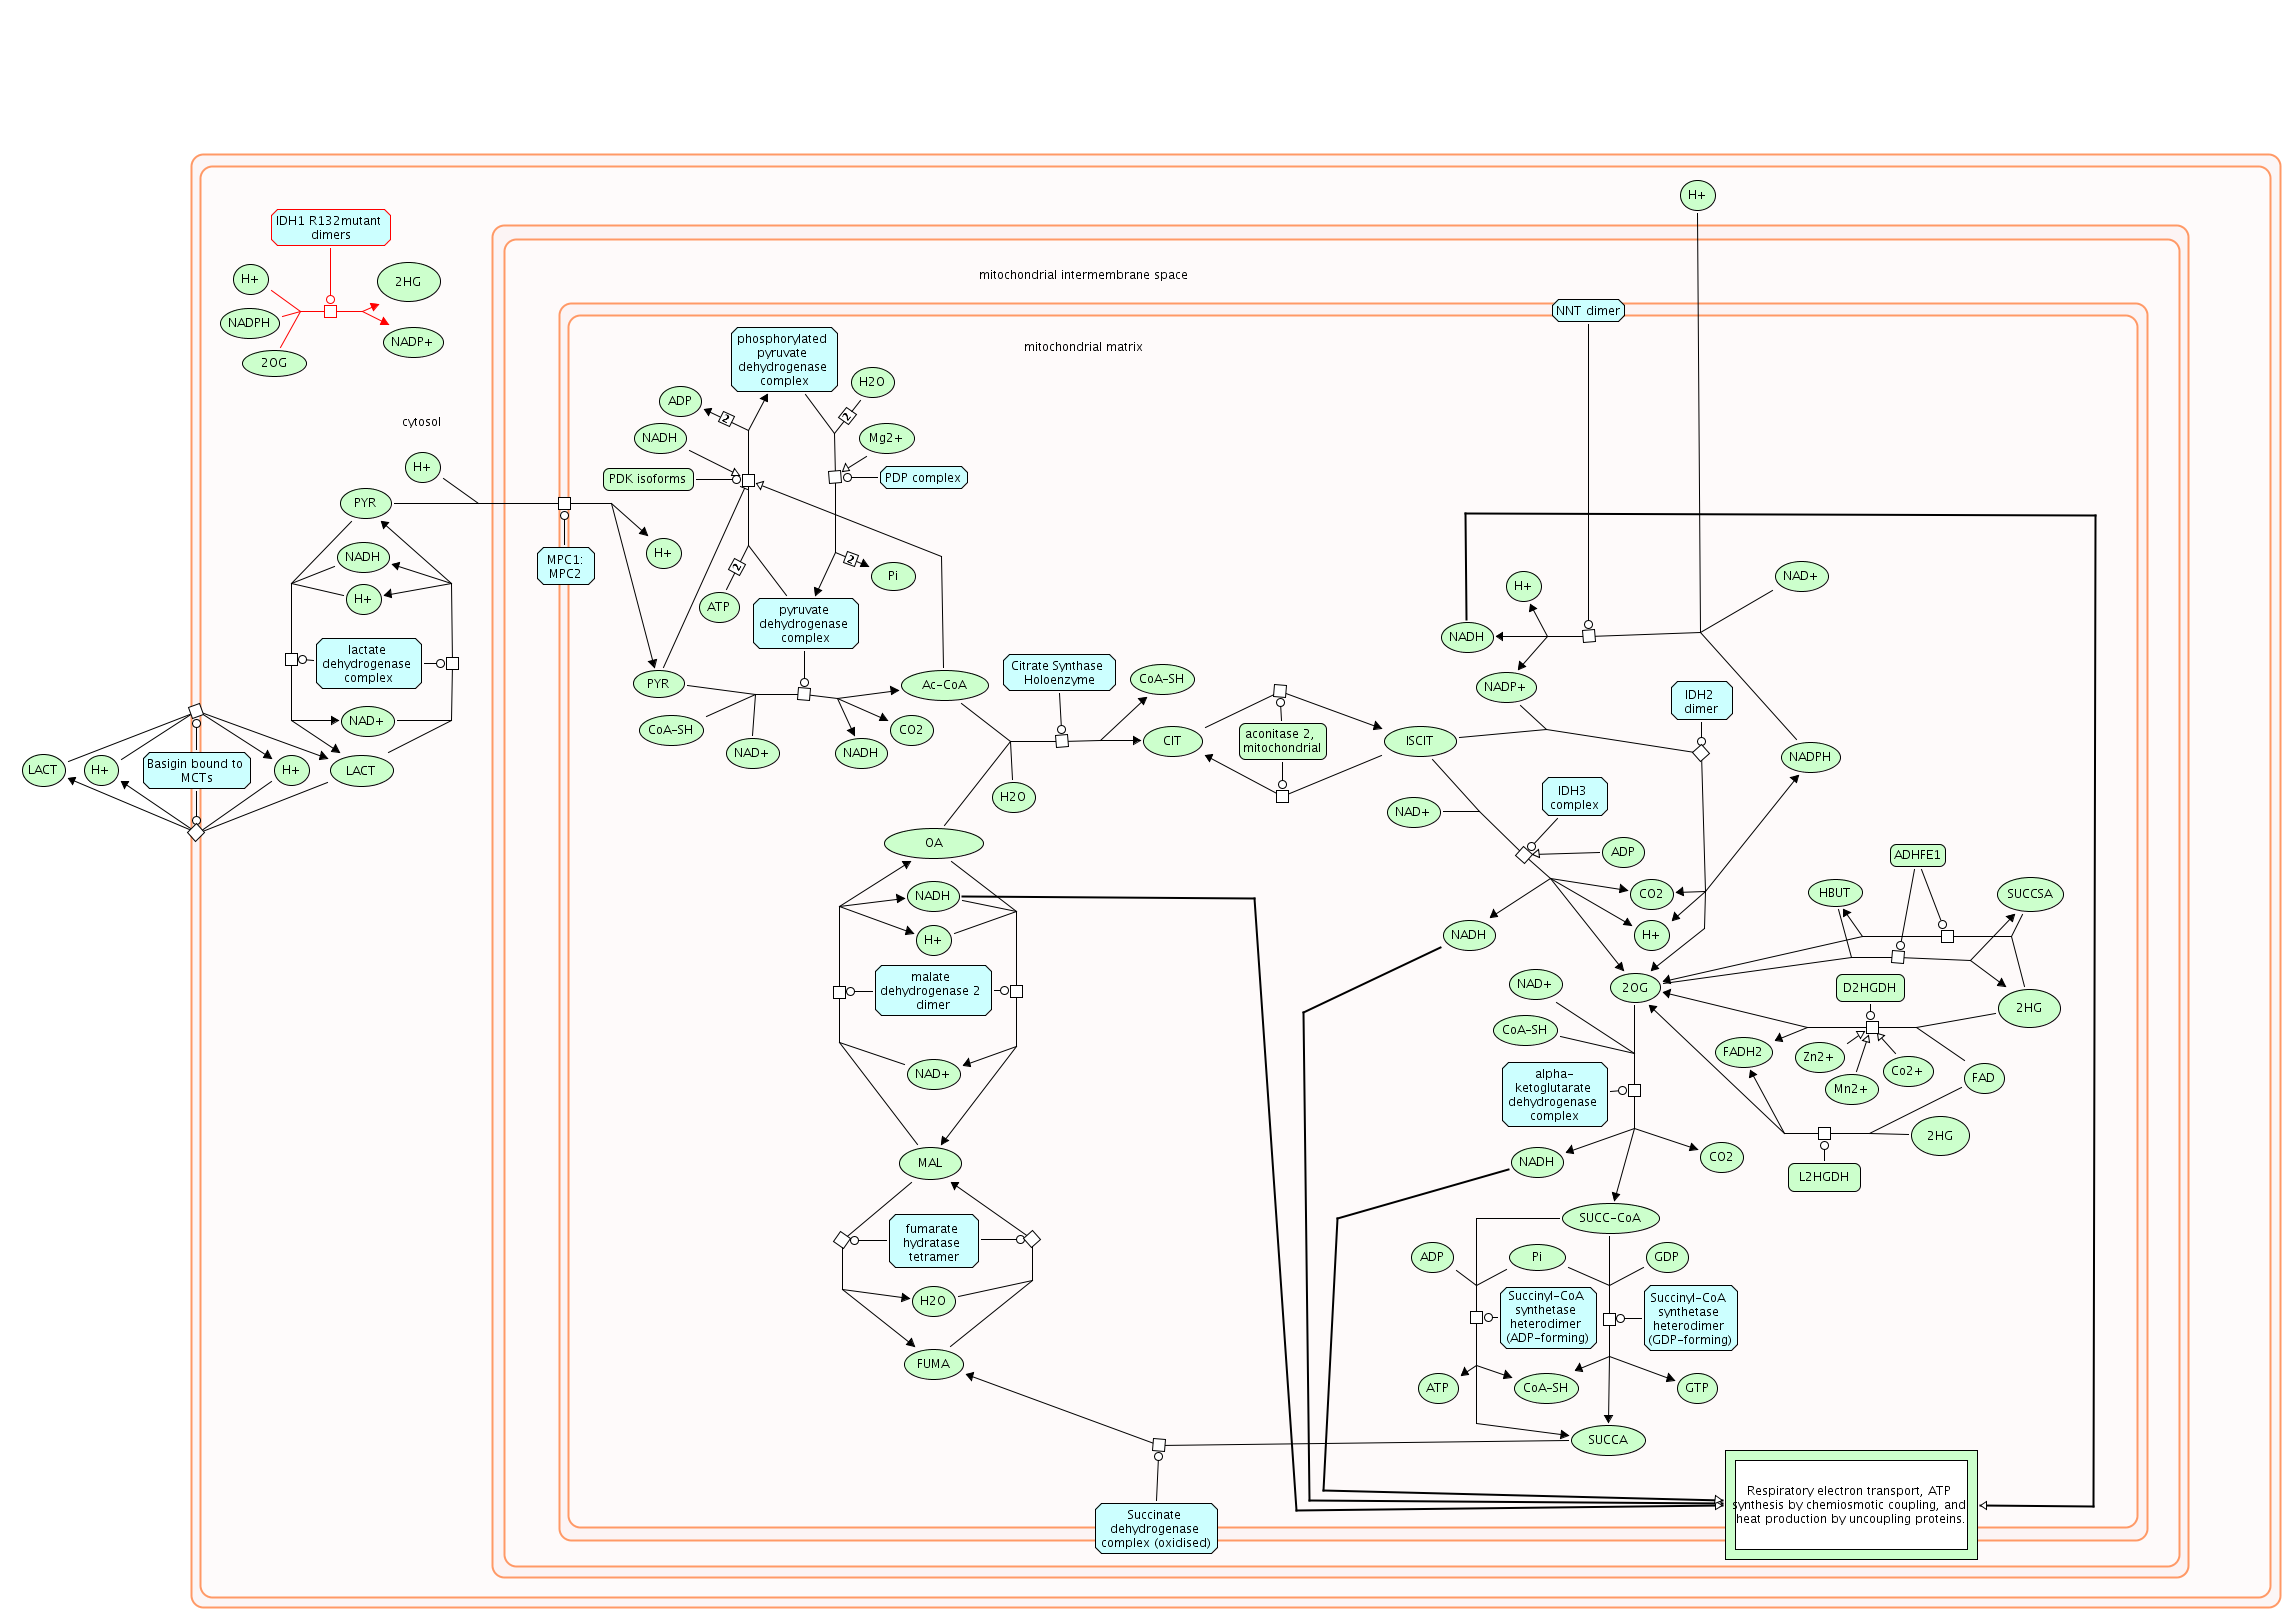 H+
IDH1 R132mutant
dimers
H+
2HG
NADPH
NADP+
2OG
mitochondrial intermembrane space
NNT dimer
mitochondrial matrix
phosphorylated
pyruvate
dehydrogenase
complex
H2O
ADP
2
2
NADH
Mg2+
cytosol
H+
PDK isoforms
PDP complex
PYR
MPC1:
MPC2
H+
2
2
Pi
ATP
pyruvate
dehydrogenase
complex
NADH
H+
lactate
dehydrogenase
complex
NAD+
LACT
LACT
H+
Basigin bound to
MCTs
H+
PYR
CoA-SH
NAD+
NADH
CO2
Ac-CoA
Citrate Synthase
Holoenzyme
CoA-SH
CIT
H2O
aconitase 2,
mitochondrial
ISCIT
H+
NAD+
NADH
NADP+
IDH2
dimer
NADPH
NAD+
IDH3
complex
ADP
CO2
H+
NADH
2OG
ADHFE1
HBUT
SUCCSA
D2HGDH
2HG
FADH2
Zn2+
Mn2+
Co2+
FAD
2HG
L2HGDH
NAD+
CoA-SH
alpha-
ketoglutarate
dehydrogenase
complex
NADH
CO2
OA
NADH
H+
malate
dehydrogenase 2
dimer
NAD+
MAL
fumarate
hydratase
tetramer
H2O
FUMA
SUCC-CoA
ADP
Pi
GDP
Succinyl-CoA
synthetase
heterodimer
(ADP-forming)
Succinyl-CoA
synthetase
heterodimer
(GDP-forming)
ATP
CoA-SH
GTP
SUCCA
Succinate
dehydrogenase
complex (oxidised)
Respiratory electron transport, ATP
synthesis by chemiosmotic coupling, and
heat production by uncoupling proteins.